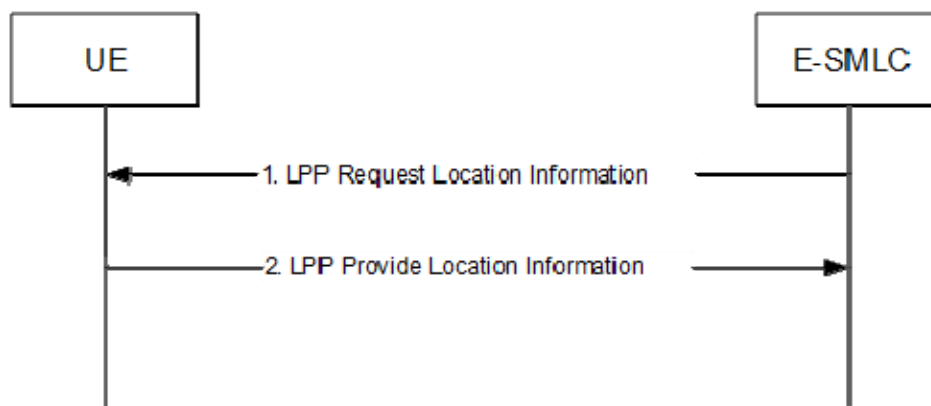 UE
E-SMLC
1. LPP Request Location Information
2. LPP Provide Location Information